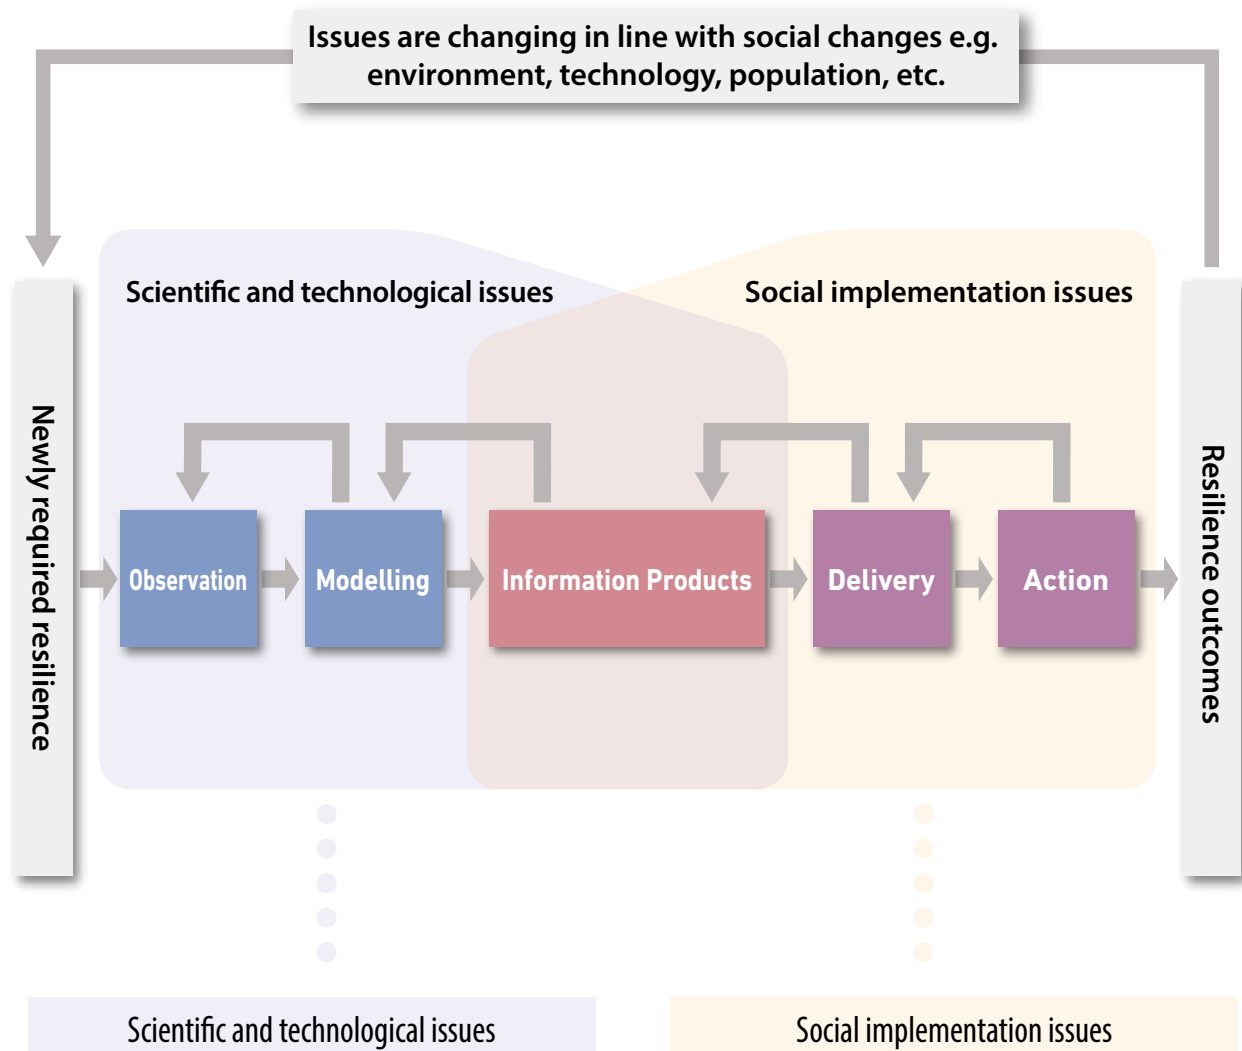 Issues are changing in line with social changes e.g.
environment, technology, population, etc.
Scientific and technological issues
Social implementation issues
Newly required resilience
Observation
Modelling
Information Products
Delivery
Action
Resilience outcomes
Scientific and technological issues
Social implementation issues